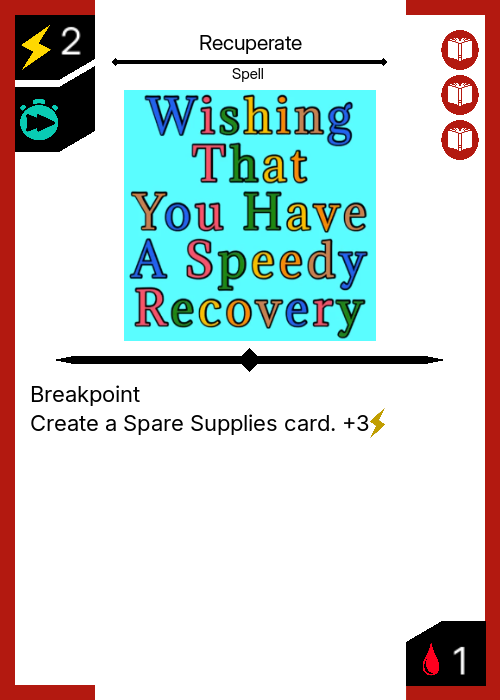 2
Recuperate
Spell
Wishing
That
You Have
A Speedy
Recovery
Breakpoint
Create a Spare Supplies card. +3
1